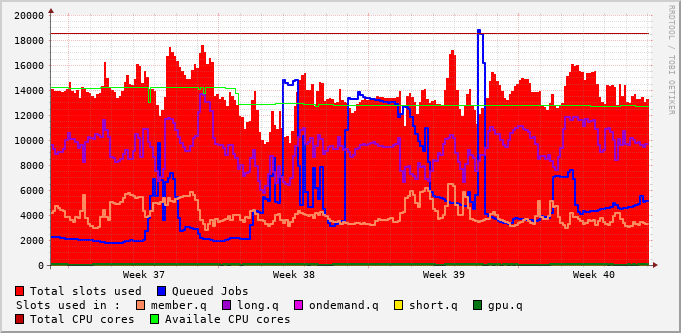 20000
18000
16000
14000
12000
10000
8000
6000
4000
2000
0
Week 37 Week 38 Week 39 Week 40
RRDTOOL / TOBI OETIKER
Total slots used Queued Jobs
Slots used in : member.q long.q ondemand.q short.q gpu.q
Total CPU cores Availale CPU cores